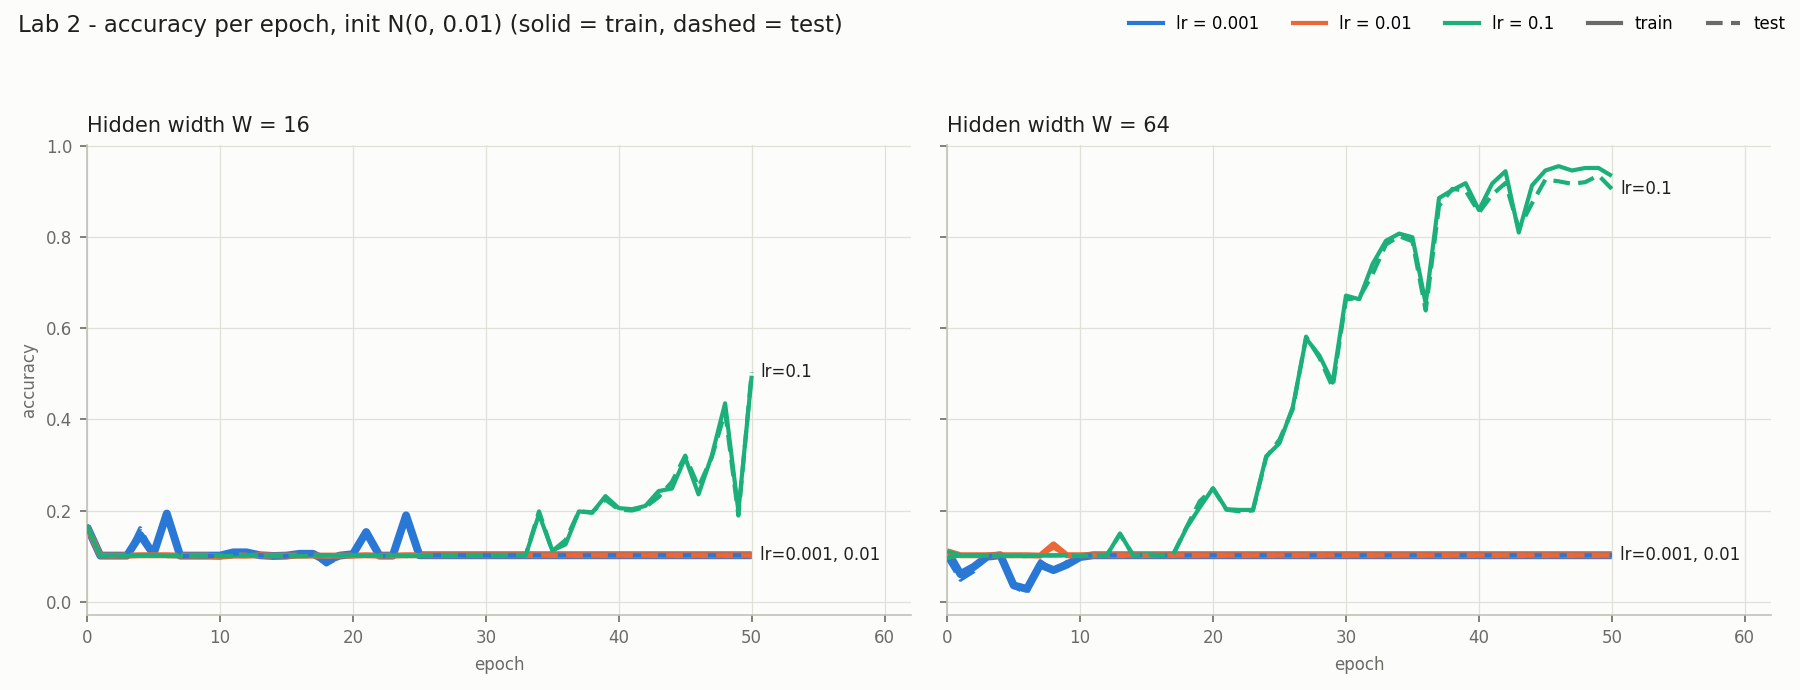 Lab 2 - accuracy per epoch, init N(0, 0.01) (solid = train, dashed = test)
lr = 0.001 lr = 0.01 lr = 0.1 train test
Hidden width W = 16
1.0
0.8
0.6
0.4
0.2
0.0
accuracy
lr=0.1
lr=0.001, 0.01
0 10 20 30 40 50 60
epoch
Hidden width W = 64
lr=0.1
lr=0.001, 0.01
0 10 20 30 40 50 60
epoch